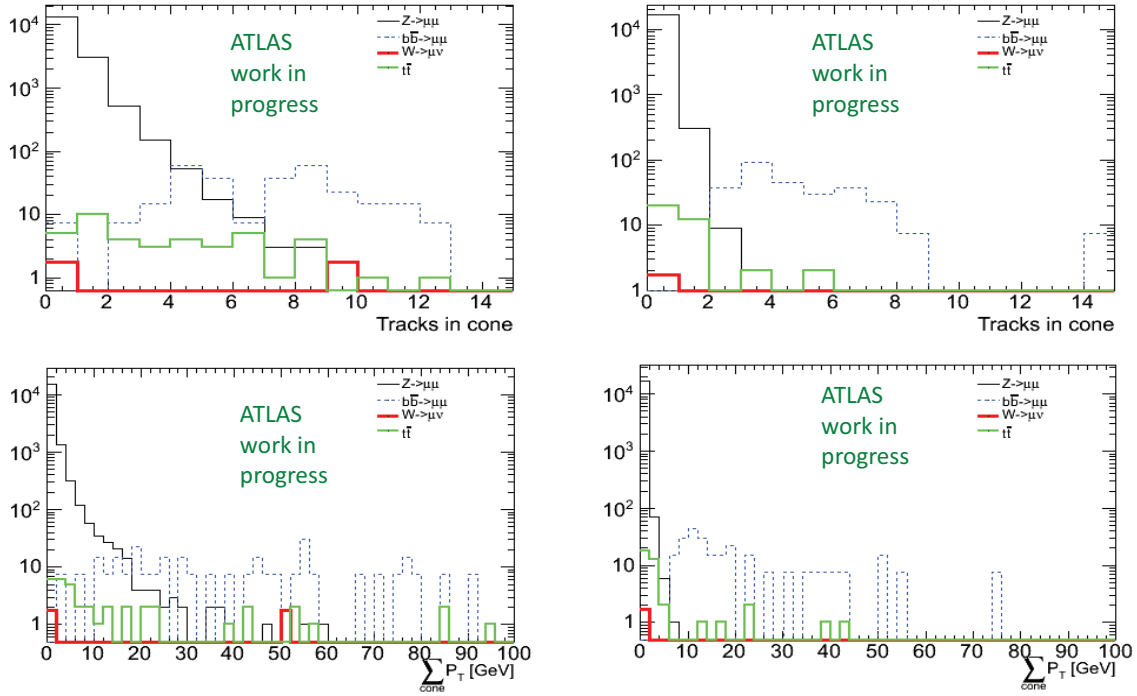 10⁴
10³
10²
10
1
0 2 4 6 8 10 12 14
Tracks in cone
Z->μμ
bb̅->μμ
W->μν
tt̅
ATLAS
work in
progress
10⁴
10³
10²
10
1
0 2 4 6 8 10 12 14
Tracks in cone
Z->μμ
bb̅->μμ
W->μν
tt̅
ATLAS
work in
progress
10⁴
10³
10²
10
1
0 10 20 30 40 50 60 70 80 90 100
∑ P_T [GeV]
cone
Z->μμ
bb̅->μμ
W->μν
tt̅
ATLAS
work in
progress
10⁴
10³
10²
10
1
0 10 20 30 40 50 60 70 80 90 100
∑ P_T [GeV]
cone
Z->μμ
bb̅->μμ
W->μν
tt̅
ATLAS
work in
progress